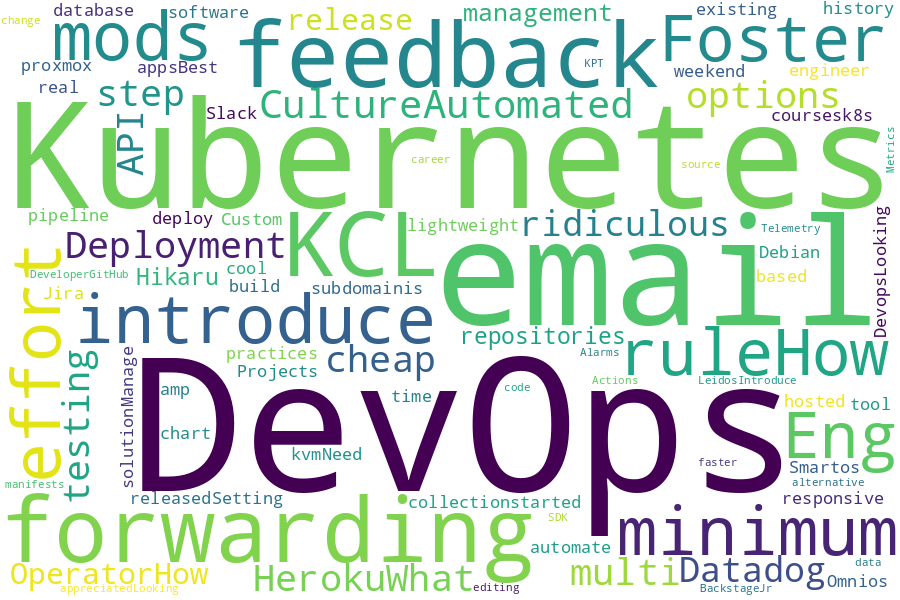 change
database
software
release
management
existing
history
mods
feedback
Foster
proxmox
appsBest
KPT
weekend
engineer
real
step
Slack
CultureAutomated
options
coursesk8s
API
Kubernetes
Metrics
career
source
pipeline
deploy
Custom
KCL
lightweight
ridiculous
Telemetry
DevopsLooking
Deployment
email
Debian
DeveloperGitHub
Hikaru
cool
based
effort
Jira
build
subdomainis
introduce
repositories
ruleHow
testing
solutionManage
practices
cheap
Alarms
Projects
amp
DevOps
time
code
Actions
LeidosIntroduce
hosted
tool
chart
Eng
kvmNeed
faster
Smartos
manifests
alternative
releasedSetting
collectionstarted
responsive
forwarding
SDK
minimum
automate
data
OperatorHow
HerokuWhat
multi
Datadog
Omnios
appreciatedLooking
editing
BackstageJr